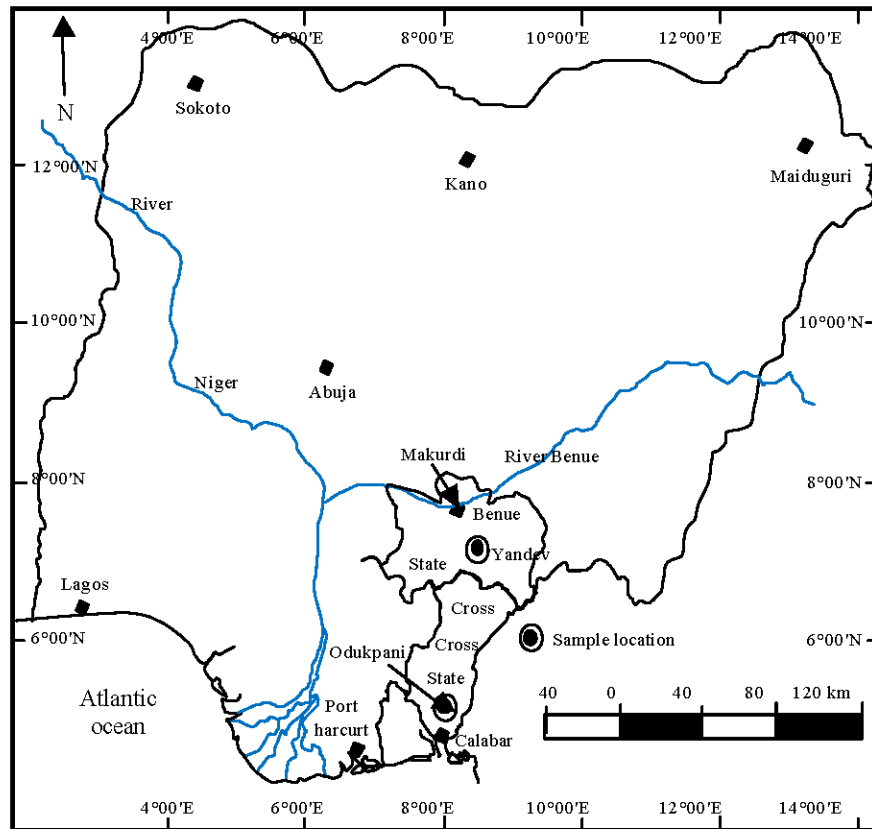 4°00'E 6°00'E 8°00'E 10°00'E 12°00'E 14°00'E
N
Sokoto
Kano
Maiduguri
12°00'N 12°00'N
River
10°00'N 10°00'N
Niger
Abuja
Makurdi
River Benue
8°00'N 8°00'N
Benue
Yandev
State
Lagos
Cross
6°00'N 6°00'N
Sample location
Cross
Odukpani
State
Atlantic
ocean
Port
harcurt
Calabar
40 0 40 80 120 km
4°00'E 6°00'E 8°00'E 10°00'E 12°00'E 14°00'E